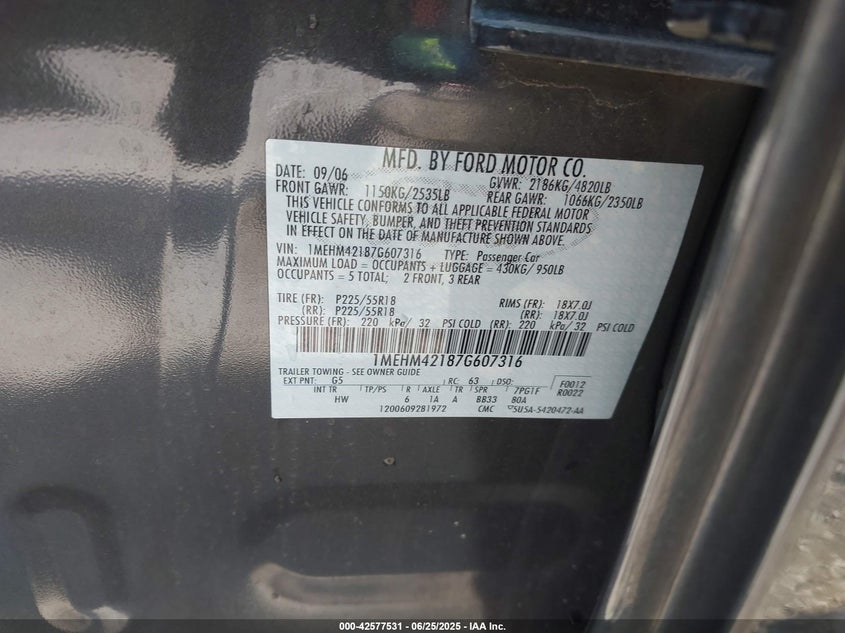 MFD. BY FORD MOTOR CO.
DATE: 09/06 GVWR: 2186KG/4820LB
FRONT GAWR: 1150KG/2535LB REAR GAWR: 1066KG/2350LB
THIS VEHICLE CONFORMS TO ALL APPLICABLE FEDERAL MOTOR
VEHICLE SAFETY, BUMPER, AND THEFT PREVENTION STANDARDS
IN EFFECT ON THE DATE OF MANUFACTURE SHOWN ABOVE.
VIN: 1MEHM42187G607316 TYPE: Passenger Car
MAXIMUM LOAD = OCCUPANTS + LUGGAGE = 430KG/ 950LB
OCCUPANTS = 5 TOTAL; 2 FRONT, 3 REAR
TIRE (FR): P225/55R18 RIMS (FR): 18X7.0J
(RR): P225/55R18 (RR): 18X7.0J
PRESSURE (FR): 220 kPa/ 32 PSI COLD (RR): 220 kPa/ 32 PSI COLD
1MEHM42187G607316
TRAILER TOWING - SEE OWNER GUIDE
EXT PNT: G5 RC: 63 DSO: F0012
INT TR TP/PS R AXLE TR SPR 7PG1F R0022
HW 6 1A A BB33 80A
1200609281972 CMC 5U5A-5420472-AA
000-42577531 - 06/25/2025 - IAA Inc.